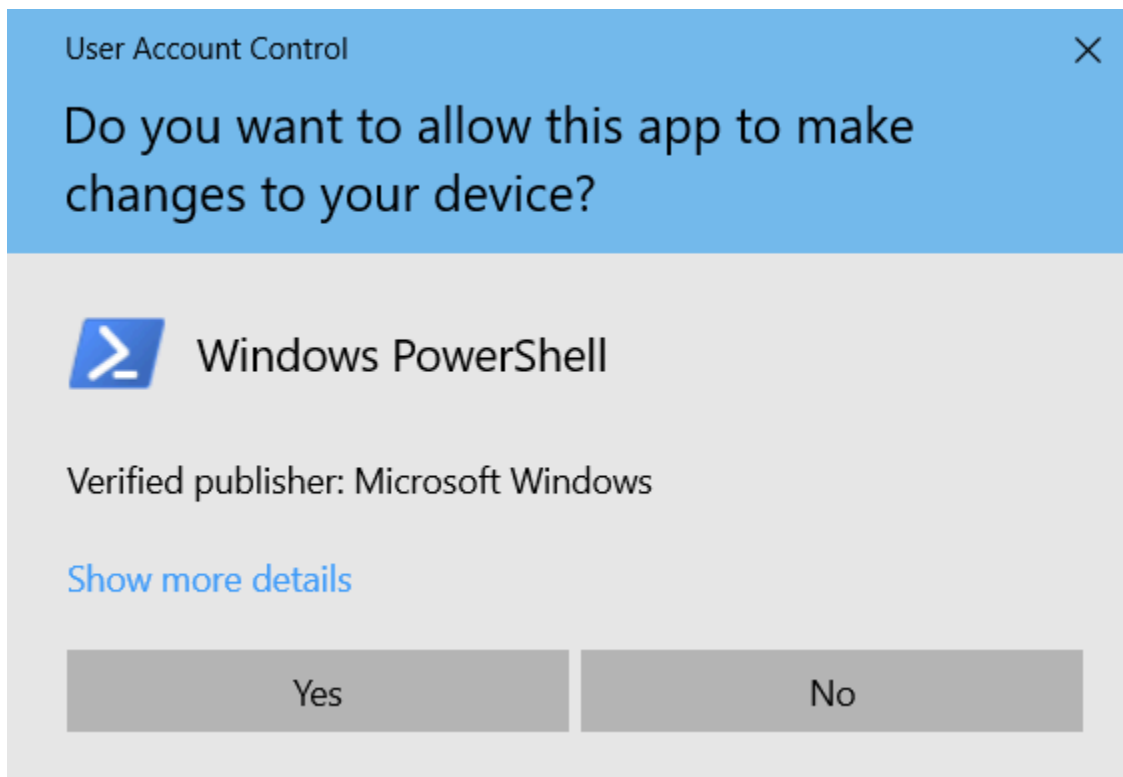 User Account Control
Do you want to allow this app to make
changes to your device?
Windows PowerShell
Verified publisher: Microsoft Windows
Show more details
Yes
No